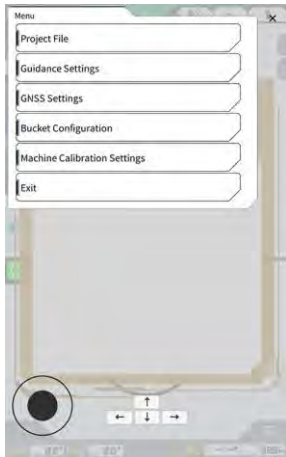 Menu
×
Project File
Guidance Settings
GNSS Settings
Bucket Configuration
Machine Calibration Settings
Exit
↑
← ↓ →